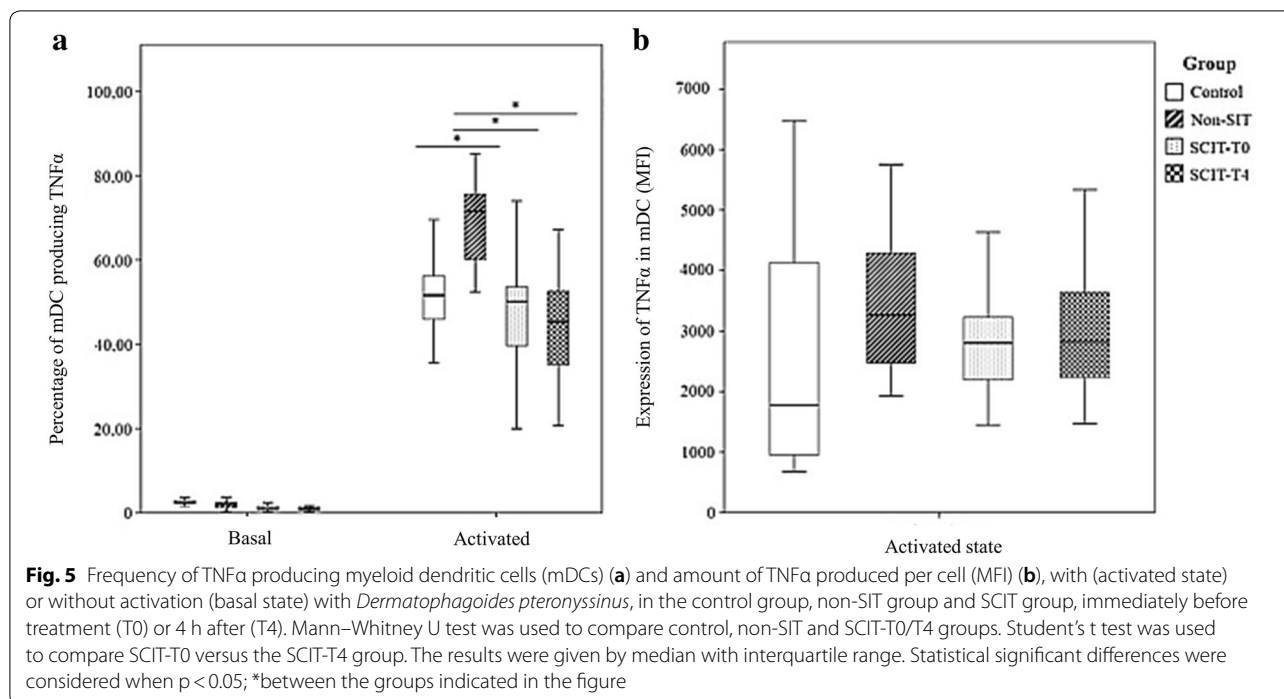 a
b
Percentage of mDC producing TNFα
100,00
80,00
60,00
40,00
20,00
0
*
*
*
Basal
Activated
Expression of TNFα in mDC (MFI)
7000
6000
5000
4000
3000
2000
1000
0
Activated state
Group
Control
Non-SIT
SCIT-T0
SCIT-T4
Fig. 5 Frequency of TNFα producing myeloid dendritic cells (mDCs) (a) and amount of TNFα produced per cell (MFI) (b), with (activated state)
or without activation (basal state) with Dermatophagoides pteronyssinus, in the control group, non-SIT group and SCIT group, immediately before
treatment (T0) or 4 h after (T4). Mann–Whitney U test was used to compare control, non-SIT and SCIT-T0/T4 groups. Student's t test was used
to compare SCIT-T0 versus the SCIT-T4 group. The results were given by median with interquartile range. Statistical significant differences were
considered when p < 0.05; *between the groups indicated in the figure